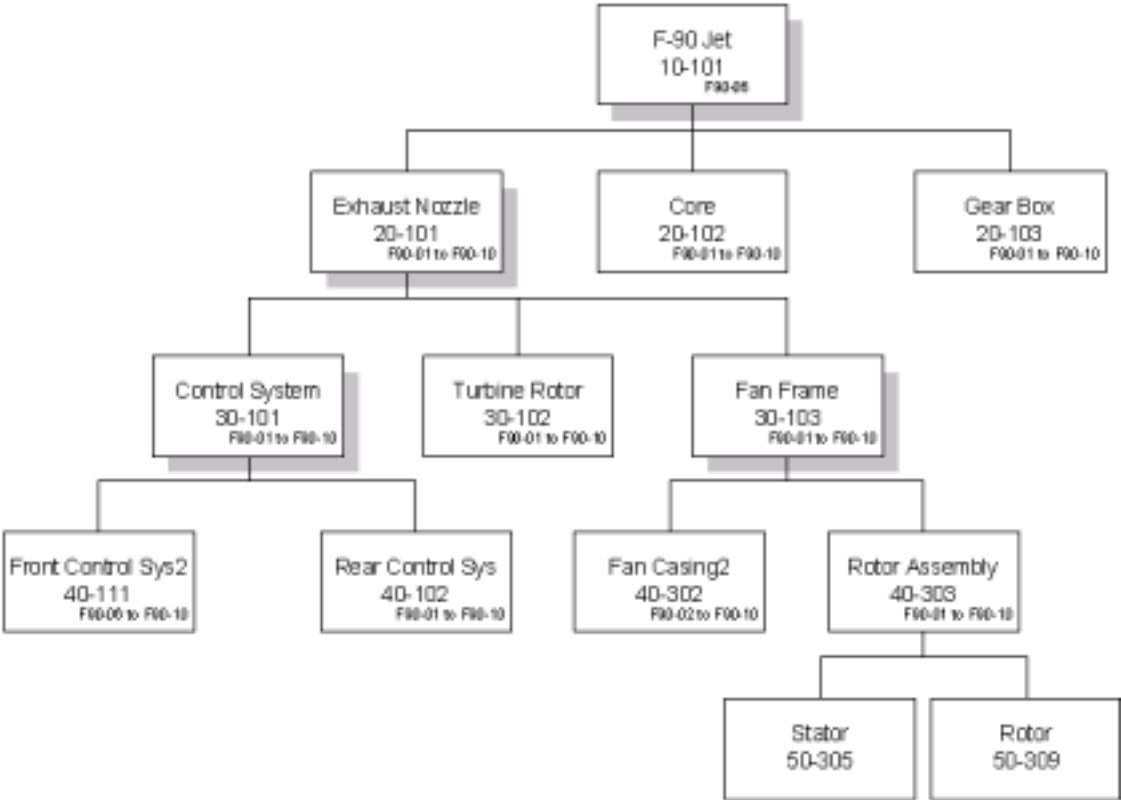 F-90 Jet
10-101
F90-06
Exhaust Nozzle
20-101
F90-01 to F90-10
Core
20-102
F90-01 to F90-10
Gear Box
20-103
F90-01 to F90-10
Control System
30-101
F90-01 to F90-10
Turbine Rotor
30-102
F90-01 to F90-10
Fan Frame
30-103
F90-01 to F90-10
Front Control Sys2
40-111
F90-06 to F90-10
Rear Control Sys
40-102
F90-01 to F90-10
Fan Casing2
40-302
F90-02 to F90-10
Rotor Assembly
40-303
F90-01 to F90-10
Stator
50-305
Rotor
50-309